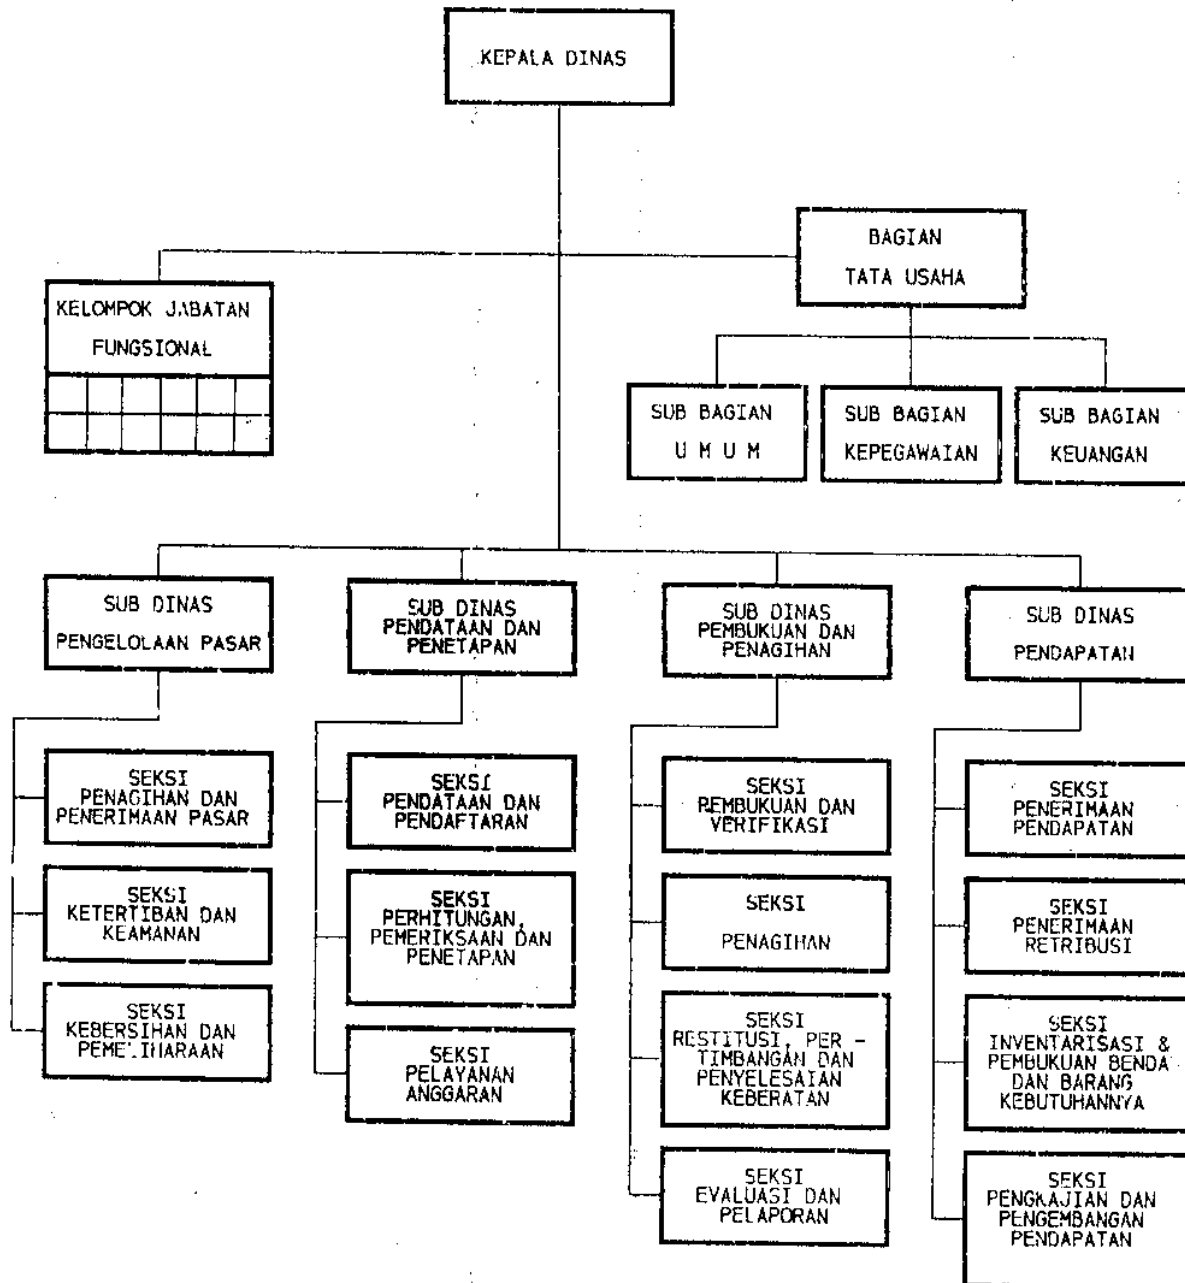 KEPALA DINAS
BAGIAN
TATA USAHA
KELOMPOK JABATAN
FUNGSIONAL
SUB BAGIAN
U M U M
SUB BAGIAN
KEPEGAWAIAN
SUB BAGIAN
KEUANGAN
SUB DINAS
PENGELOLAAN PASAR
SUB DINAS
PENDATAAN DAN
PENETAPAN
SUB DINAS
PEMBUKUAN DAN
PENAGIHAN
SUB DINAS
PENDAPATAN
SEKSI
PENAGIHAN DAN
PENERIMAAN PASAR
SEKSI
KETERTIBAN DAN
KEAMANAN
SEKSI
KEBERSIHAN DAN
PEMELIHARAAN
SEKSI
PENDATAAN DAN
PENDAFTARAN
SEKSI
PERHITUNGAN,
PEMERIKSAAN DAN
PENETAPAN
SEKSI
PELAYANAN
ANGGARAN
SEKSI
PEMBUKUAN DAN
VERIFIKASI
SEKSI
PENAGIHAN
SEKSI
RESTITUSI, PER -
TIMBANGAN DAN
PENYELESAIAN
KEBERATAN
SEKSI
EVALUASI DAN
PELAPORAN
SEKSI
PENERIMAAN
PENDAPATAN
SEKSI
PENERIMAAN
RETRIBUSI
SEKSI
INVENTARISASI &
PEMBUKUAN BENDA
DAN BARANG
KEBUTUHANNYA
SEKSI
PENGKAJIAN DAN
PENGEMBANGAN
PENDAPATAN